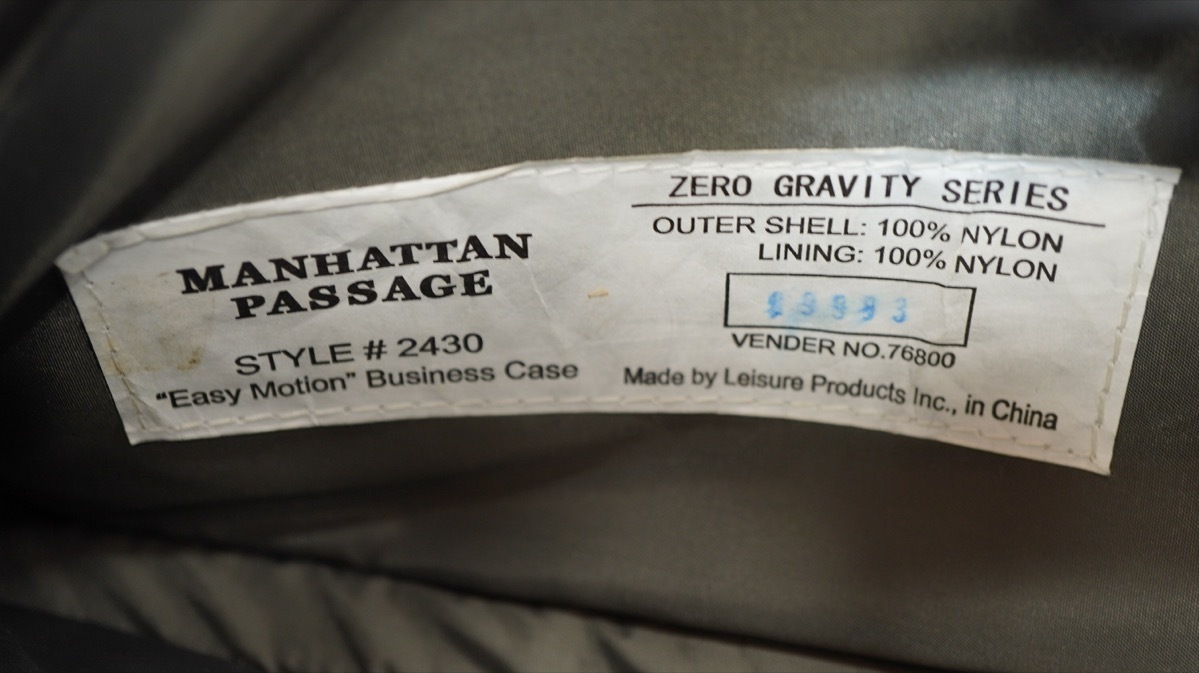 MANHATTAN
PASSAGE
STYLE # 2430
“Easy Motion” Business Case
ZERO GRAVITY SERIES
OUTER SHELL: 100% NYLON
LINING: 100% NYLON
VENDER NO.76800
Made by Leisure Products Inc., in China